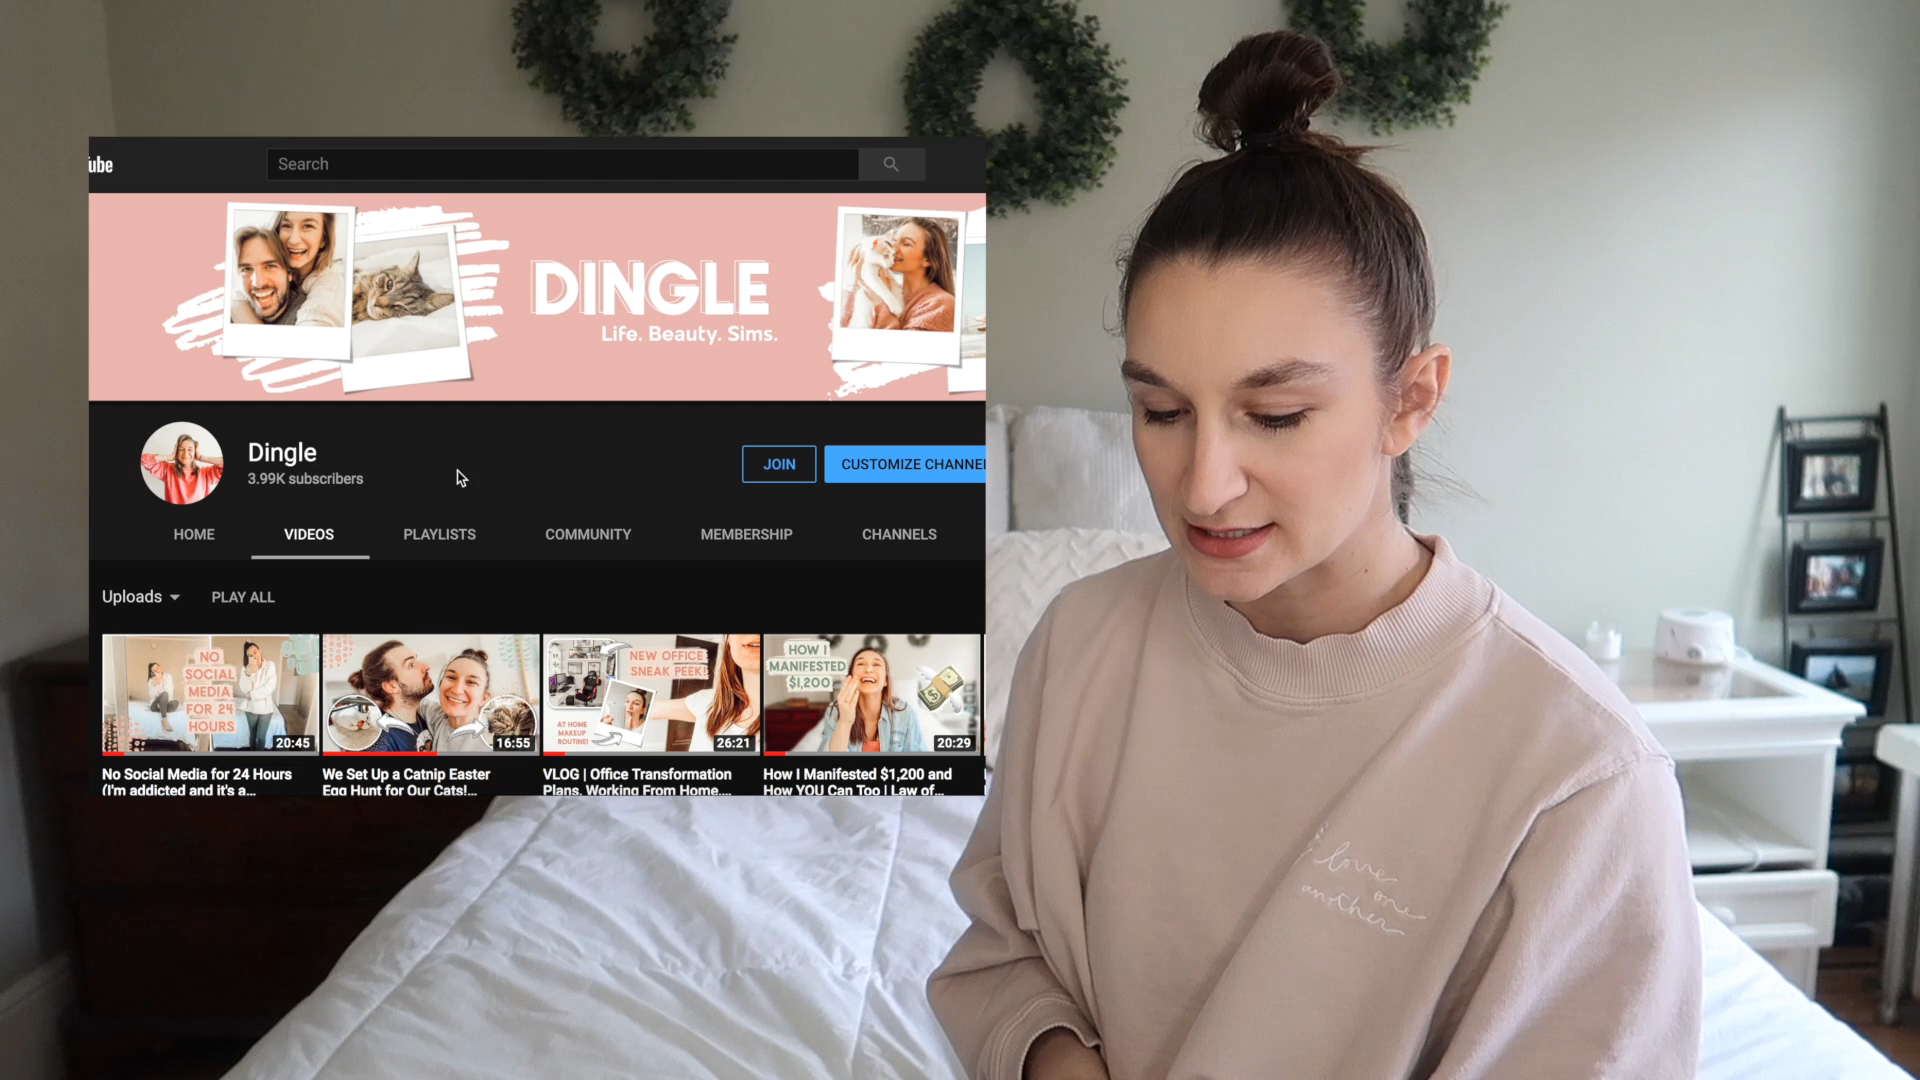 ube
Search
DINGLE
Life. Beauty. Sims.
Dingle
3.99K subscribers
JOIN
CUSTOMIZE CHANNEL
HOME
VIDEOS
PLAYLISTS
COMMUNITY
MEMBERSHIP
CHANNELS
Uploads
PLAY ALL
NO
SOCIAL
MEDIA
FOR 24
HOURS
20:45
16:55
NEW OFFICE
SNEAK PEEK!
AT HOME
MAKEUP
ROUTINE!
26:21
HOW I
MANIFESTED
$1,200
20:29
No Social Media for 24 Hours
(I'm addicted and it's a...
We Set Up a Catnip Easter
Egg Hunt for Our Cats!...
VLOG | Office Transformation
Plans, Working From Home,...
How I Manifested $1,200 and
How YOU Can Too | Law of...
love
one
another